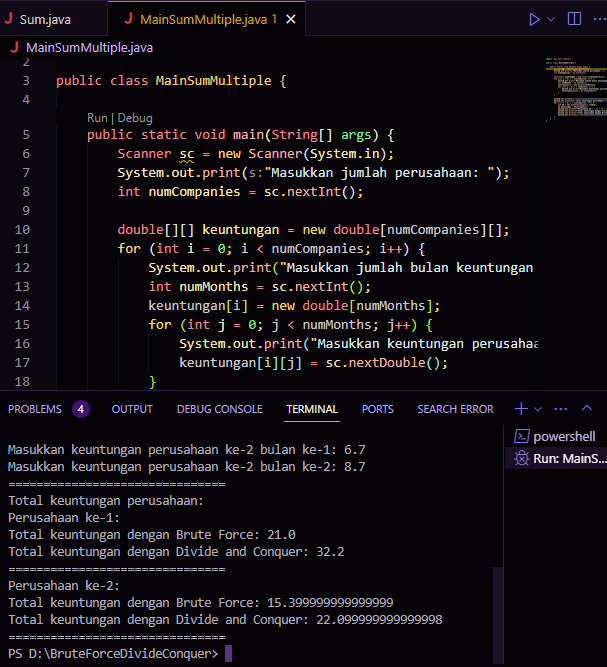 Sum.java
MainSumMultiple.java 1
MainSumMultiple.java
2
3 public class MainSumMultiple {
4
Run | Debug
5 public static void main(String[] args) {
6 Scanner sc = new Scanner(System.in);
7 System.out.print(s:"Masukkan jumlah perusahaan: ");
8 int numCompanies = sc.nextInt();
9
10 double[][] keuntungan = new double[numCompanies][];
11 for (int i = 0; i < numCompanies; i++) {
12 System.out.print("Masukkan jumlah bulan keuntungan
13 int numMonths = sc.nextInt();
14 keuntungan[i] = new double[numMonths];
15 for (int j = 0; j < numMonths; j++) {
16 System.out.print("Masukkan keuntungan perusahaa
17 keuntungan[i][j] = sc.nextDouble();
18 }
PROBLEMS 4 OUTPUT DEBUG CONSOLE TERMINAL PORTS SEARCH ERROR
powershell
Run: MainS...
Masukkan keuntungan perusahaan ke-2 bulan ke-1: 6.7
Masukkan keuntungan perusahaan ke-2 bulan ke-2: 8.7
==============================
Total keuntungan perusahaan:
Perusahaan ke-1:
Total keuntungan dengan Brute Force: 21.0
Total keuntungan dengan Divide and Conquer: 32.2
==============================
Perusahaan ke-2:
Total keuntungan dengan Brute Force: 15.399999999999999
Total keuntungan dengan Divide and Conquer: 22.099999999999998
==============================
PS D:\BruteForceDivideConquer>